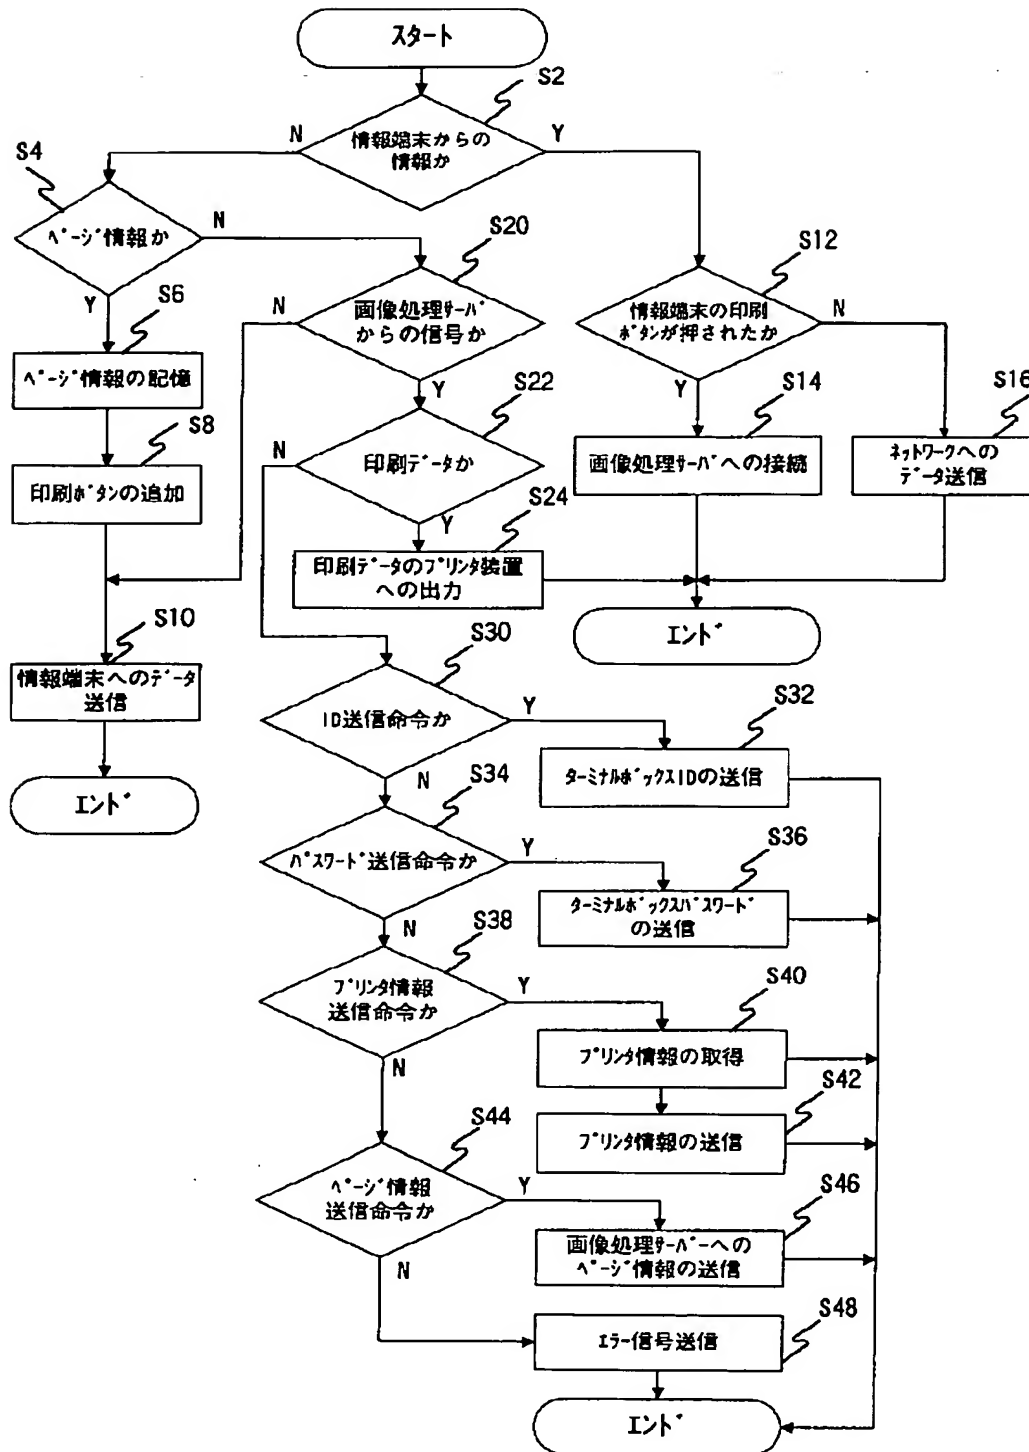 スタート
S2
情報端末からの
情報か
N
Y
S4
ページ情報か
N
Y
S20
画像処理サーバ
からの信号か
N
Y
S12
情報端末の印刷
ボタンが押されたか
N
Y
S6
ページ情報の記憶
S8
印刷ボタンの追加
S22
印刷データか
N
Y
S14
画像処理サーバへの接続
S16
ネットワークへの
データ送信
S24
印刷データのプリンタ装置
への出力
エンド
S10
情報端末へのデータ
送信
エンド
S30
ID送信命令か
Y
N
S32
ターミナルボックスIDの送信
S34
パスワード送信命令か
Y
N
S36
ターミナルボックスパスワード
の送信
S38
プリンタ情報
送信命令か
Y
N
S40
プリンタ情報の取得
S42
プリンタ情報の送信
S44
ページ情報
送信命令か
Y
N
S46
画像処理サーバーへの
ページ情報の送信
S48
エラー信号送信
エンド